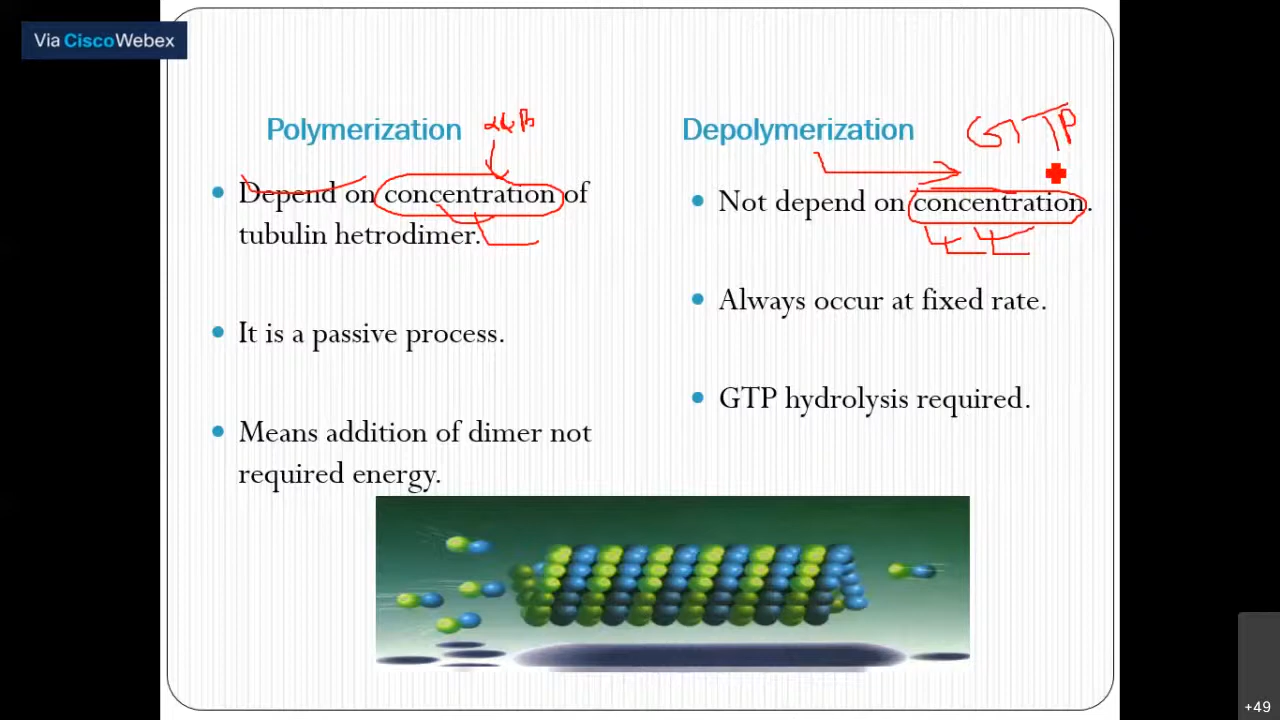 Via CiscoWebex
Polymerization
α & β
Depend on concentration of
tubulin hetrodimer.
It is a passive process.
Means addition of dimer not
required energy.
Depolymerization
GTP
Not depend on concentration.
Always occur at fixed rate.
GTP hydrolysis required.
+49